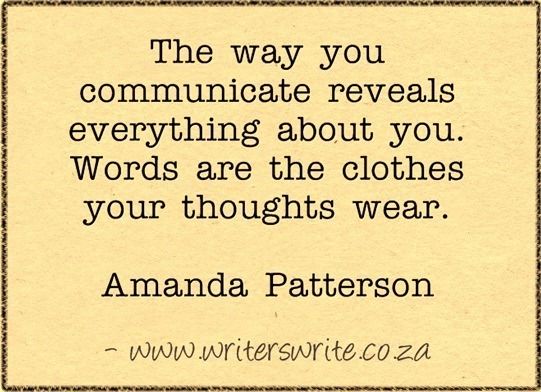 The way you
communicate reveals
everything about you.
Words are the clothes
your thoughts wear.
Amanda Patterson
- www.writerswrite.co.za